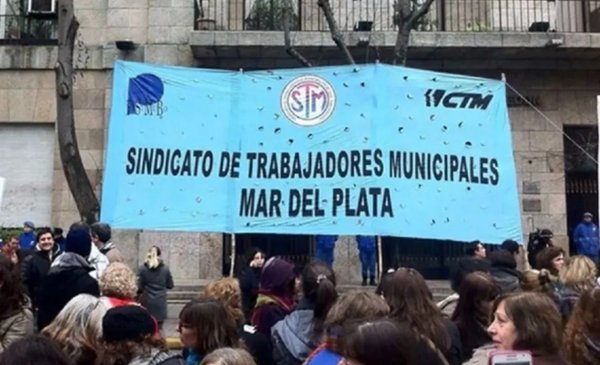 STM
CTM
SINDICATO DE TRABAJADORES MUNICIPALES
MAR DEL PLATA